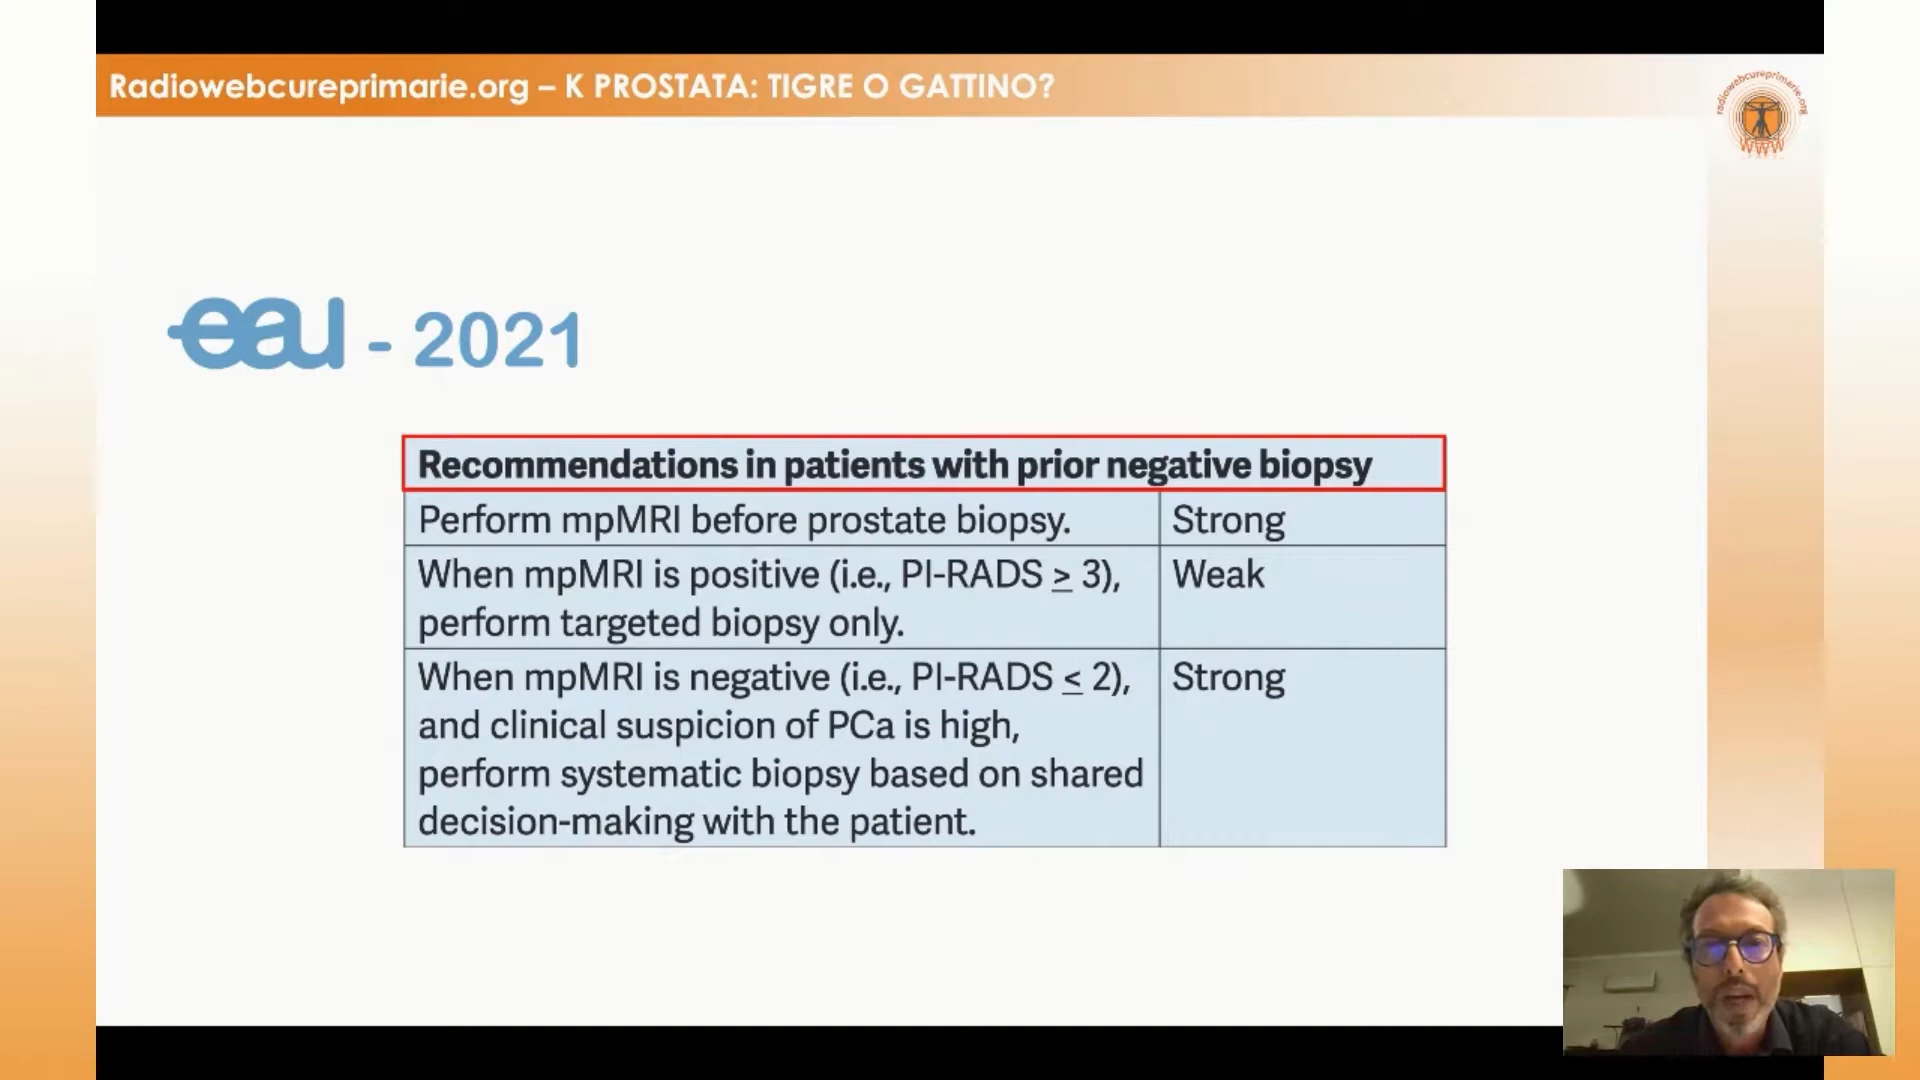 Radiowebcureprimarie.org – K PROSTATA: TIGRE O GATTINO?
radiowebcureprimarie.org
WWW
eau - 2021
Recommendations in patients with prior negative biopsy
Perform mpMRI before prostate biopsy. Strong
When mpMRI is positive (i.e., PI-RADS ≥ 3), Weak
perform targeted biopsy only.
When mpMRI is negative (i.e., PI-RADS ≤ 2), Strong
and clinical suspicion of PCa is high,
perform systematic biopsy based on shared
decision-making with the patient.